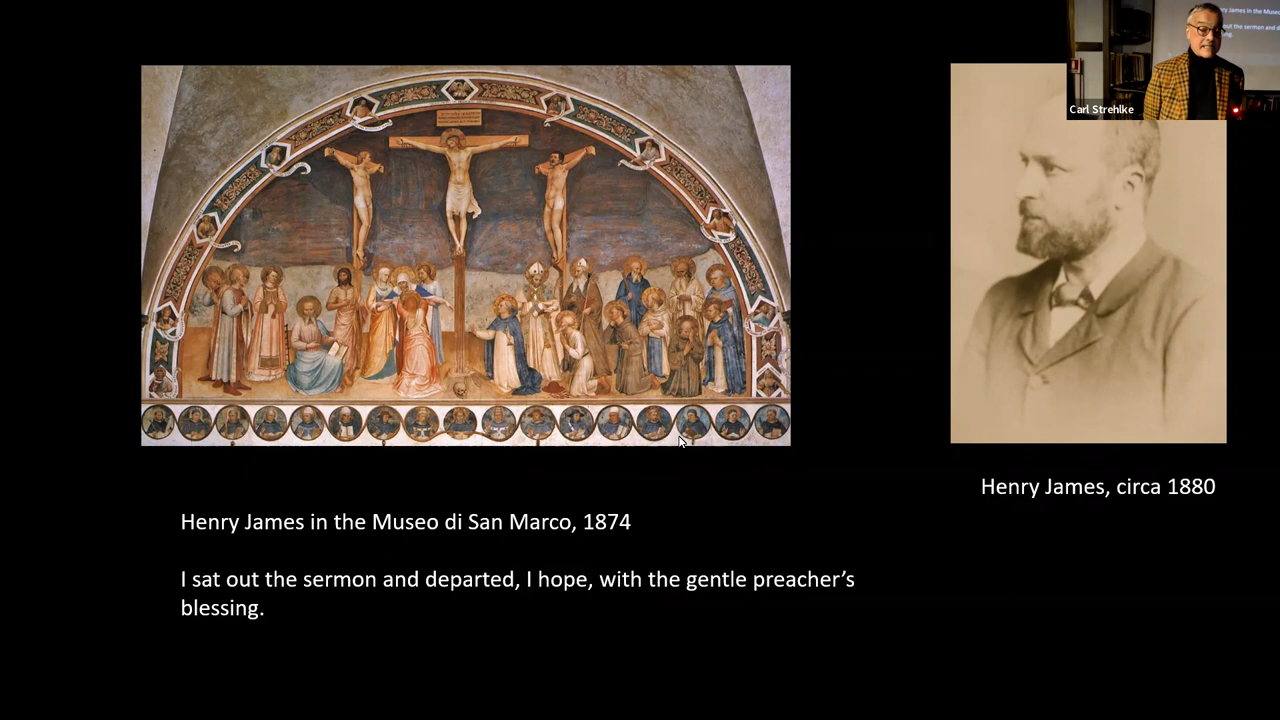 Carl Strehlke
Henry James, circa 1880
Henry James in the Museo di San Marco, 1874
I sat out the sermon and departed, I hope, with the gentle preacher’s
blessing.